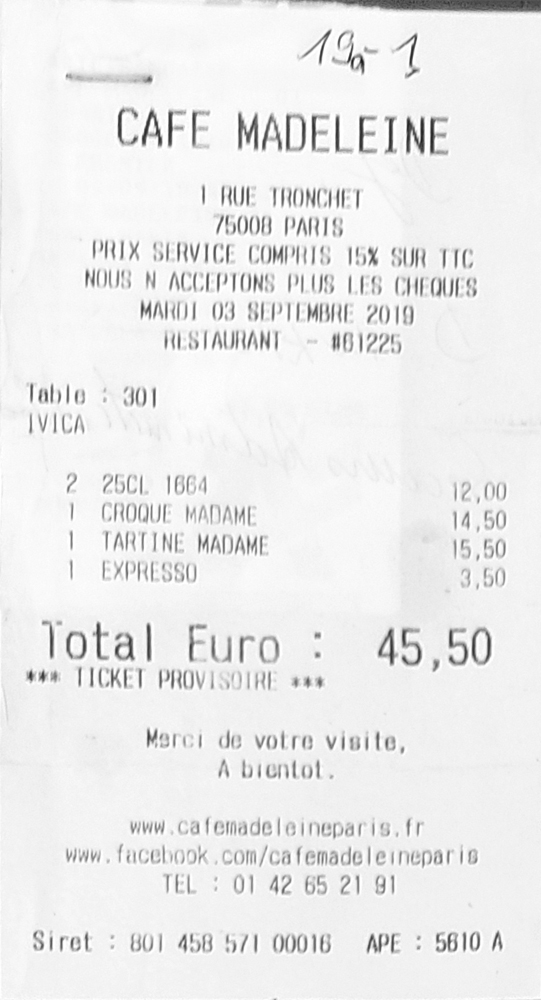 19a-1
CAFE MADELEINE
1 RUE TRONCHET
75008 PARIS
PRIX SERVICE COMPRIS 15% SUR TTC
NOUS N ACCEPTONS PLUS LES CHEQUES
MARDI 03 SEPTEMBRE 2019
RESTAURANT - #61225
Table : 301
IVICA
2 25CL 1664 12,00
1 CROQUE MADAME 14,50
1 TARTINE MADAME 15,50
1 EXPRESSO 3,50
Total Euro : 45,50
*** TICKET PROVISOIRE ***
Merci de votre visite,
A bientot.
www.cafemadeleineparis.fr
www.facebook.com/cafemadeleineparis
TEL : 01 42 65 21 91
Siret : 801 458 571 00016 APE : 5610 A